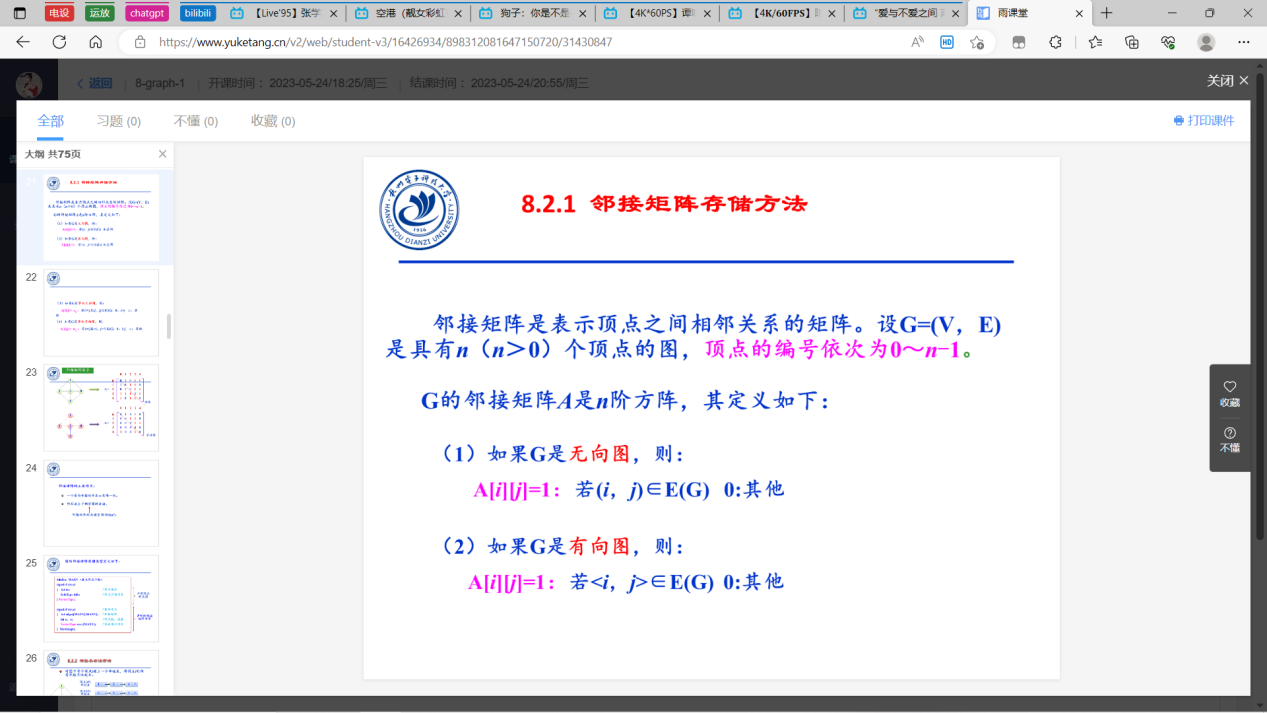 电设
运放
chatgpt
bilibili
【Live'95】张学
空港（靓女彩虹
狗子：你是不是
【4K*60PS】谭
【4K/60FPS】
"爱与不爱之间
雨课堂
https://www.yuketang.cn/v2/web/student-v3/16426934/898312081647150720/31430847
返回 | 8-graph-1 | 开课时间： 2023-05-24/18:25/周三 | 结课时间： 2023-05-24/20:55/周三
关闭
全部 习题 (0) 不懂 (0) 收藏 (0)
打印课件
大纲 共75页
22
23
24
25
26
8.2.1 邻接矩阵存储方法
HANGZHOU DIANZI UNIVERSITY
1956
邻接矩阵是表示顶点之间相邻关系的矩阵。设G=(V，E)
是具有n（n＞0）个顶点的图，顶点的编号依次为0～n−1。
G的邻接矩阵A是n阶方阵，其定义如下：
（1）如果G是无向图，则：
A[i][j]=1：若(i，j)∈E(G) 0:其他
（2）如果G是有向图，则：
A[i][j]=1：若<i，j>∈E(G) 0:其他
收藏
不懂